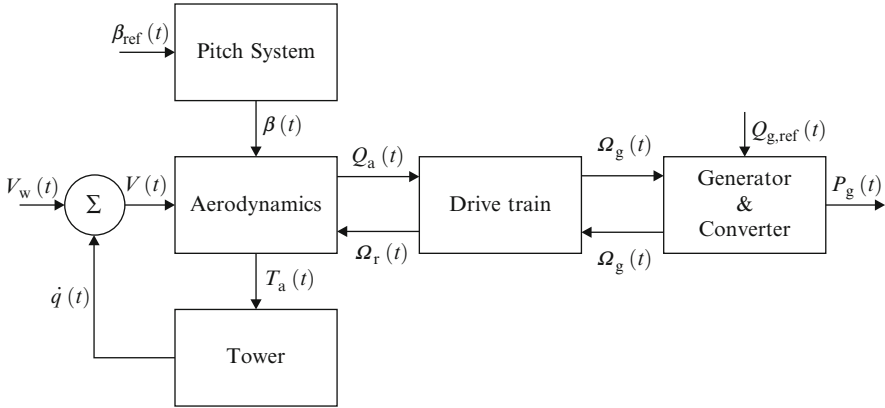 β_ref (t)
Pitch System
β (t)
Q_a (t)
Ω_g (t)
Q_g,ref (t)
V_w (t)
Σ
V(t)
Aerodynamics
Drive train
Generator
&
Converter
P_g (t)
Ω_r (t)
Ω_g (t)
T_a (t)
q̇ (t)
Tower